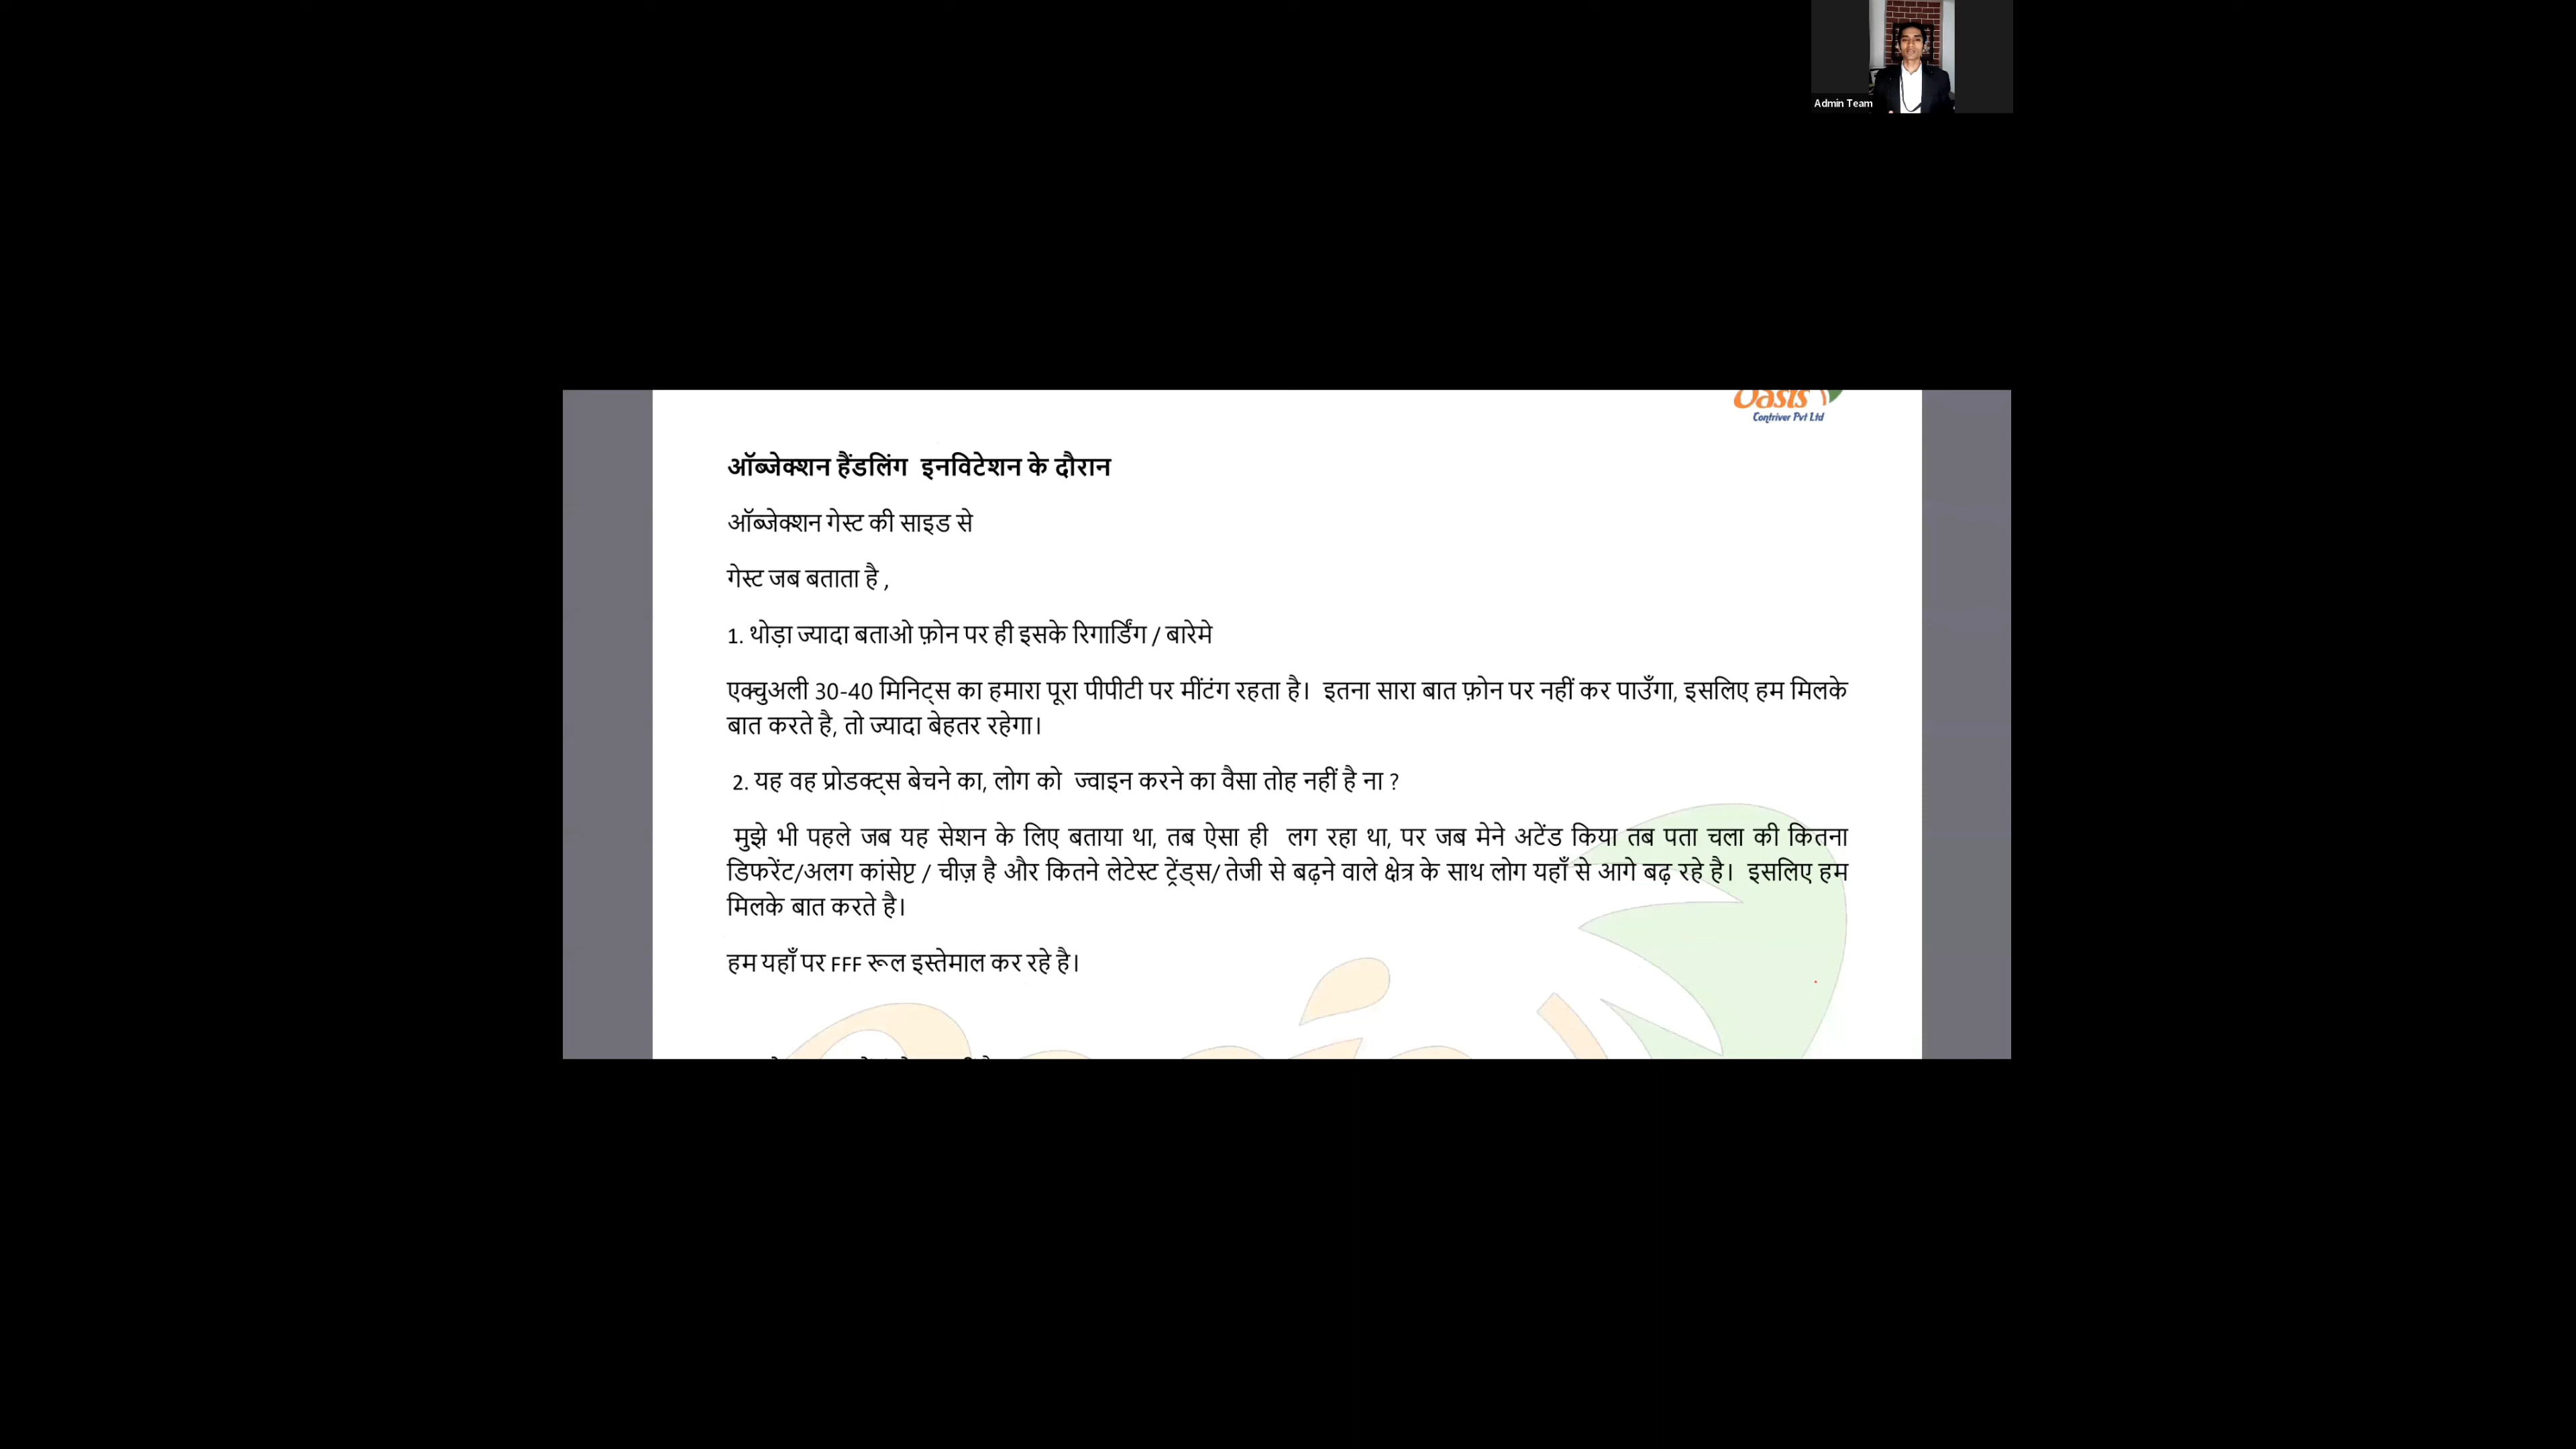 Admin Team
Oasis
Contriver Pvt Ltd
ऑब्जेक्शन हैंडलिंग इनविटेशन के दौरान
ऑब्जेक्शन गेस्ट की साइड से
गेस्ट जब बताता है ,
1. थोड़ा ज्यादा बताओ फ़ोन पर ही इसके रिगार्डिंग / बारेमे
एक्चुअली 30-40 मिनिट्स का हमारा पूरा पीपीटी पर मींटंग रहता है। इतना सारा बात फ़ोन पर नहीं कर पाउँगा, इसलिए हम मिलके
बात करते है, तो ज्यादा बेहतर रहेगा।
2. यह वह प्रोडक्ट्स बेचने का, लोग को ज्वाइन करने का वैसा तोह नहीं है ना ?
मुझे भी पहले जब यह सेशन के लिए बताया था, तब ऐसा ही लग रहा था, पर जब मेने अटेंड किया तब पता चला की कितना
डिफरेंट/अलग कांसेप्ट / चीज़ है और कितने लेटेस्ट ट्रेंड्स/ तेजी से बढ़ने वाले क्षेत्र के साथ लोग यहाँ से आगे बढ़ रहे है। इसलिए हम
मिलके बात करते है।
हम यहाँ पर FFF रूल इस्तेमाल कर रहे है।